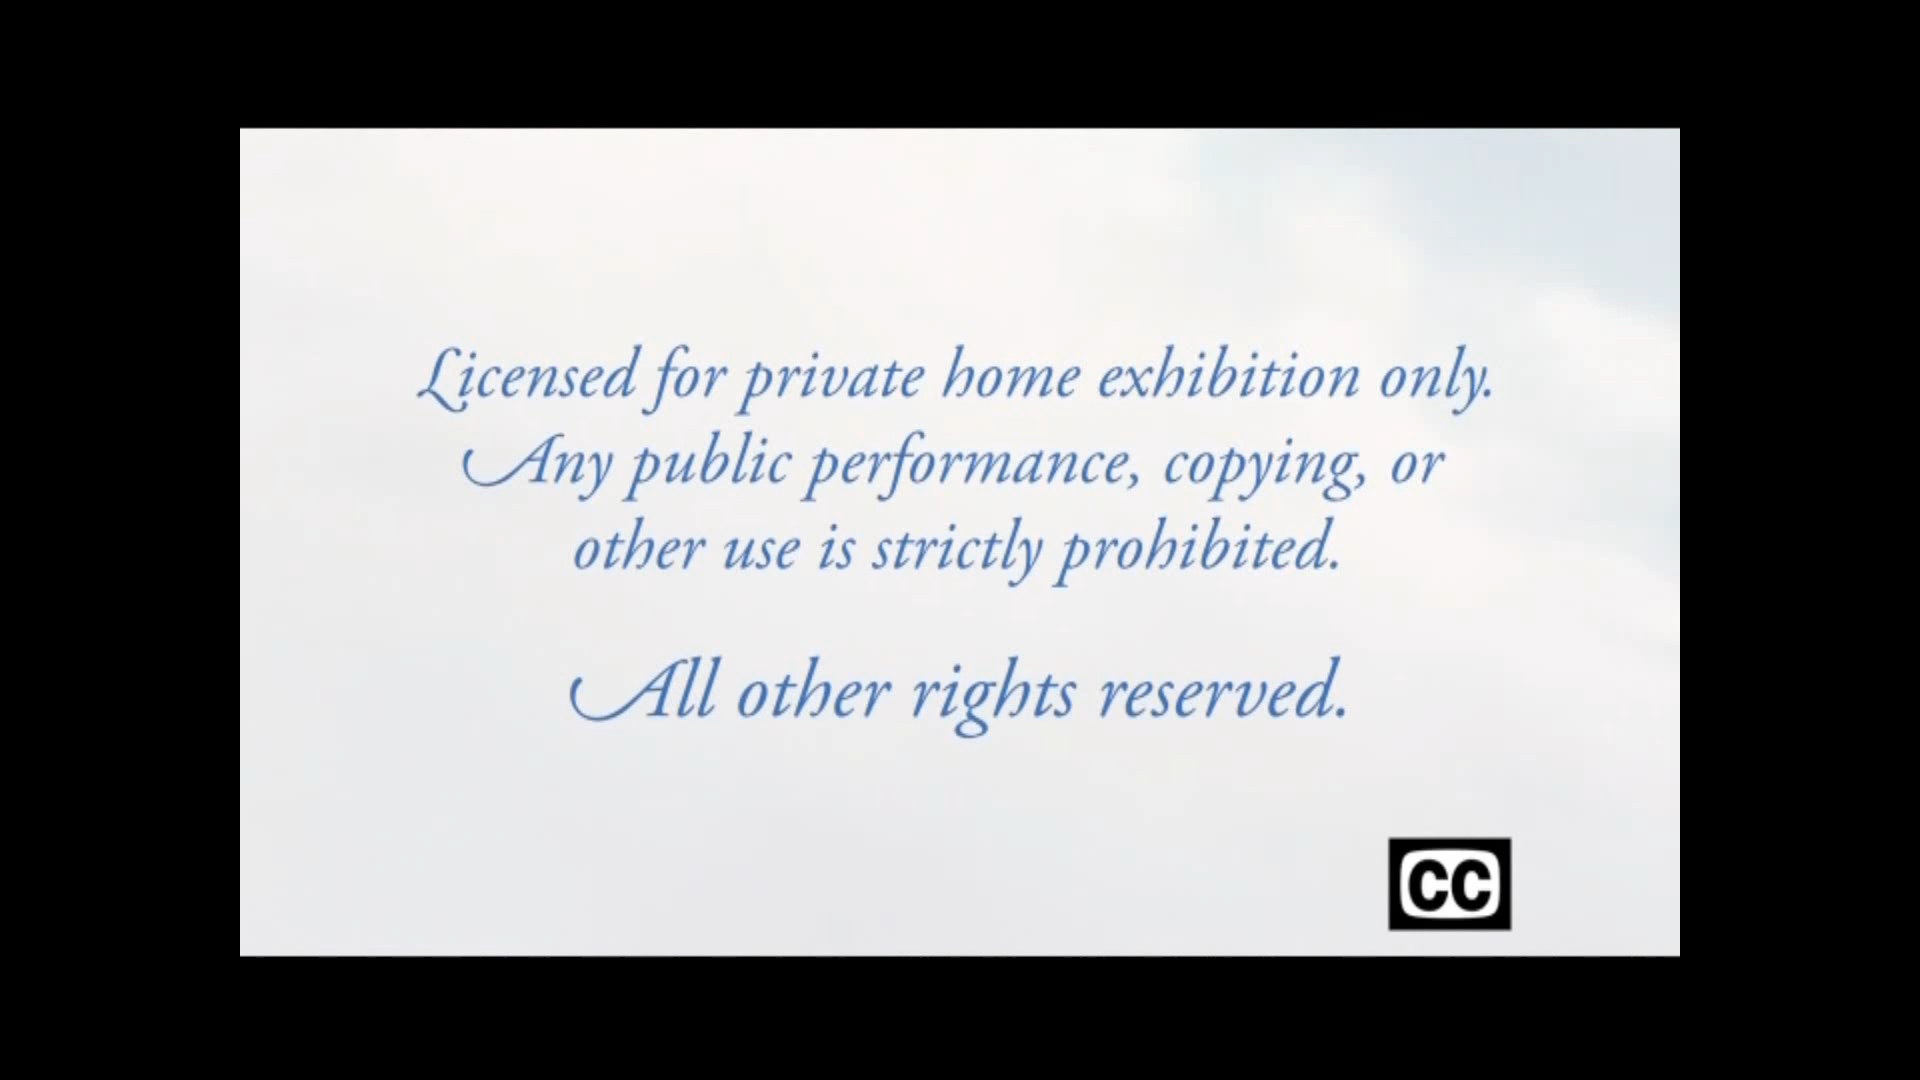 Licensed for private home exhibition only.
Any public performance, copying, or
other use is strictly prohibited.
All other rights reserved.
CC